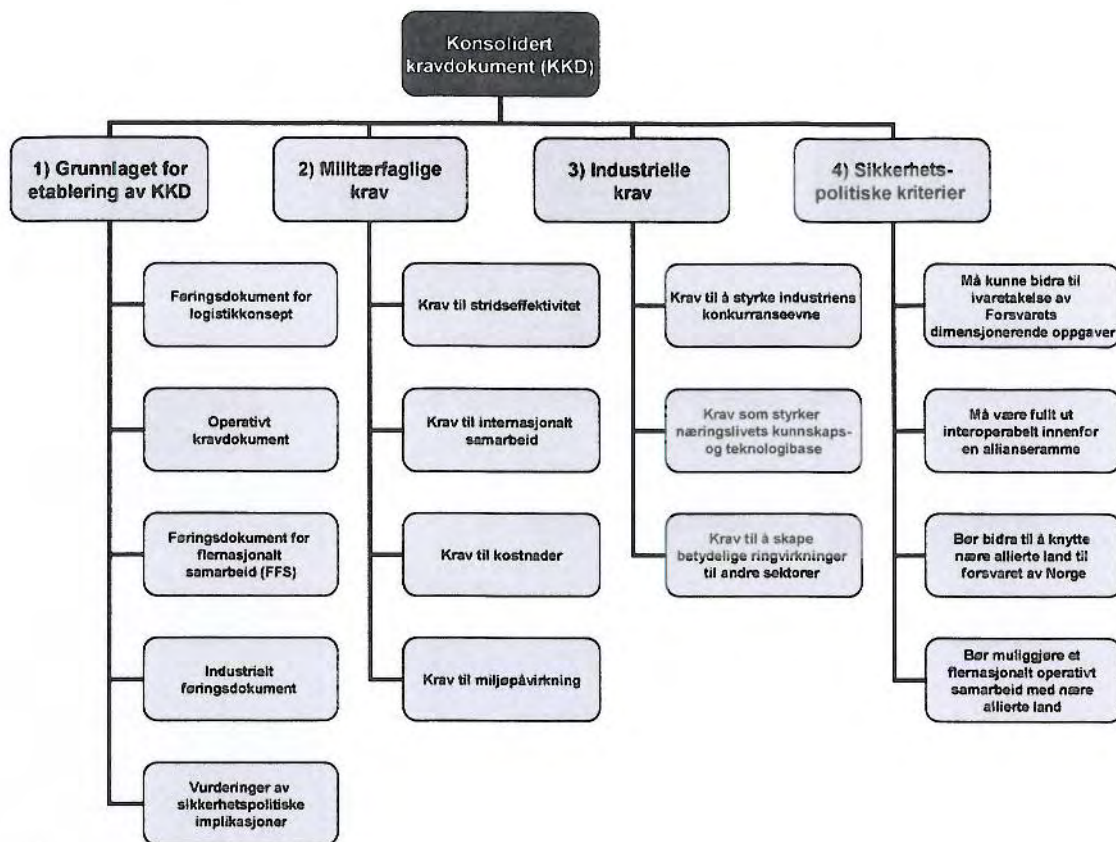 Konsolidert
kravdokument (KKD)
1) Grunnlaget for
etablering av KKD
Føringsdokument for
logistikkonsept
Operativt
kravdokument
Føringsdokument for
flernasjonalt
samarbeid (FFS)
Industrialt
føringsdokument
Vurderinger av
sikkerhetspolitiske
implikasjoner
2) Militærfaglige
krav
Krav til stridseffektivitet
Krav til internasjonalt
samarbeid
Krav til kostnader
Krav til miljøpåvirkning
3) Industrielle
krav
Krav til å styrke industriens
konkurranseevne
Krav som styrker
næringslivets kunnskaps-
og teknologibase
Krav til å skape
betydelige ringvirkninger
til andre sektorer
4) Sikkerhets-
politiske kriterier
Må kunne bidra til
ivaretakelse av
Forsvarets
dimensjonerende oppgaver
Må være fullt ut
interoperabelt innenfor
en allianseramme
Bør bidra til å knytte
nære allierte land til
forsvaret av Norge
Bør muliggjøre et
flernasjonalt operativt
samarbeid med nære
allierte land